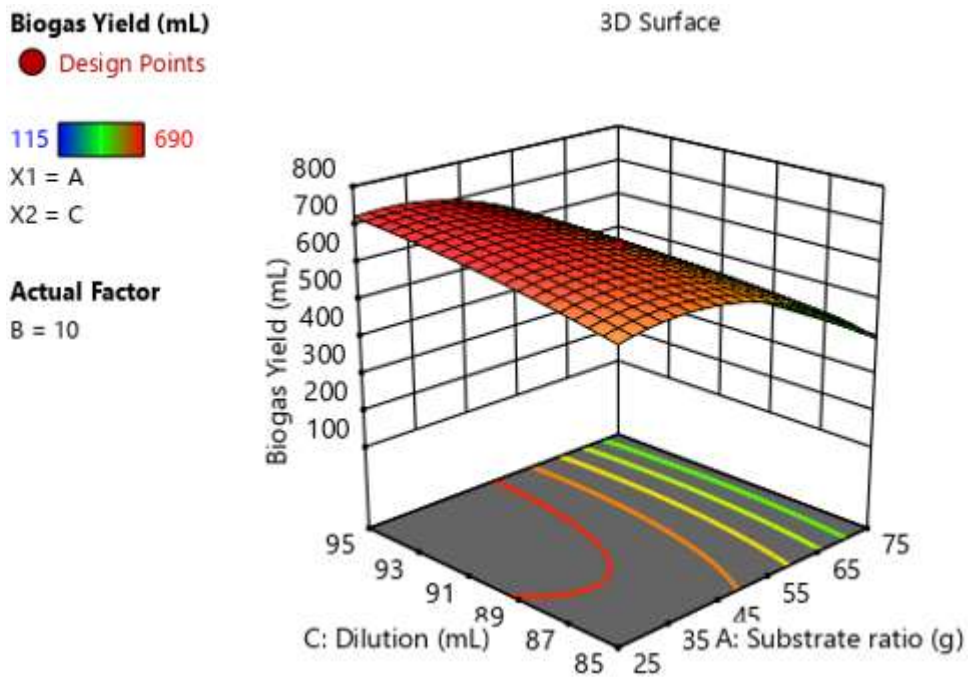 Biogas Yield (mL)
Design Points
115 690
X1 = A
X2 = C
Actual Factor
B = 10
3D Surface
800
700
600
500
400
300
200
100
Biogas Yield (mL)
95
93
91
89
87
85
C: Dilution (mL)
25
35
45
55
65
75
A: Substrate ratio (g)